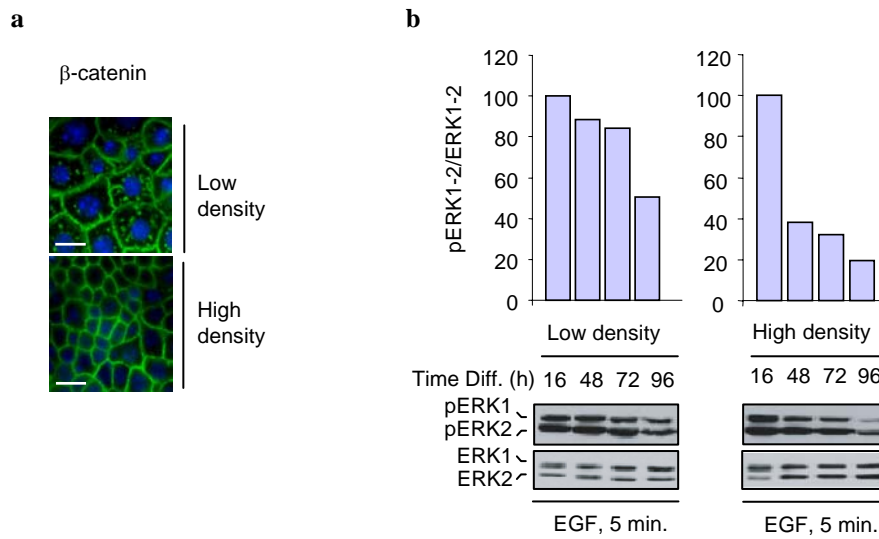 a
β-catenin
Low
density
High
density
b
pERK1-2/ERK1-2
120
100
80
60
40
20
0
Low density
120
100
80
60
40
20
0
High density
Time Diff. (h) 16 48 72 96 16 48 72 96
pERK1
pERK2
ERK1
ERK2
EGF, 5 min. EGF, 5 min.